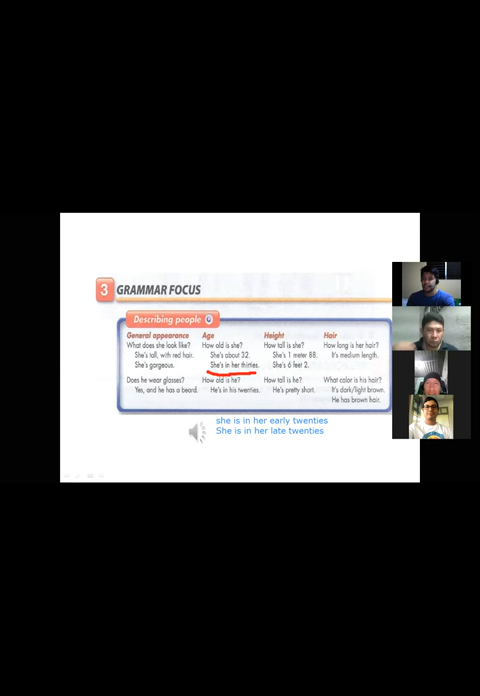 3 GRAMMAR FOCUS
Describing people
General appearance Age Height Hair
What does she look like? How old is she? How tall is she? How long is her hair?
She's tall, with red hair. She's about 32. She's 1 meter 88. It's medium length.
She's gorgeous. She's in her thirties. She's 6 feet 2.
Does he wear glasses? How old is he? How tall is he? What color is his hair?
Yes, and he has a beard. He's in his twenties. He's pretty short. It's dark/light brown.
He has brown hair.
she is in her early twenties
She is in her late twenties